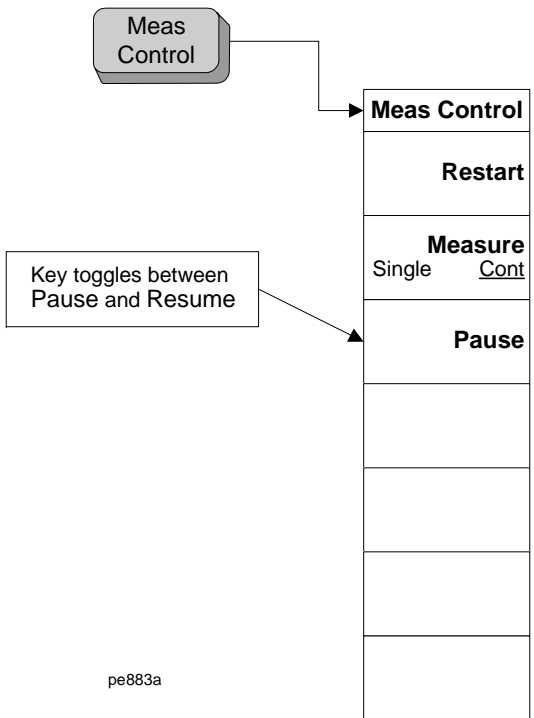 Meas
Control
Meas Control
Restart
Measure
Single Cont
Key toggles between
Pause and Resume
Pause
pe883a